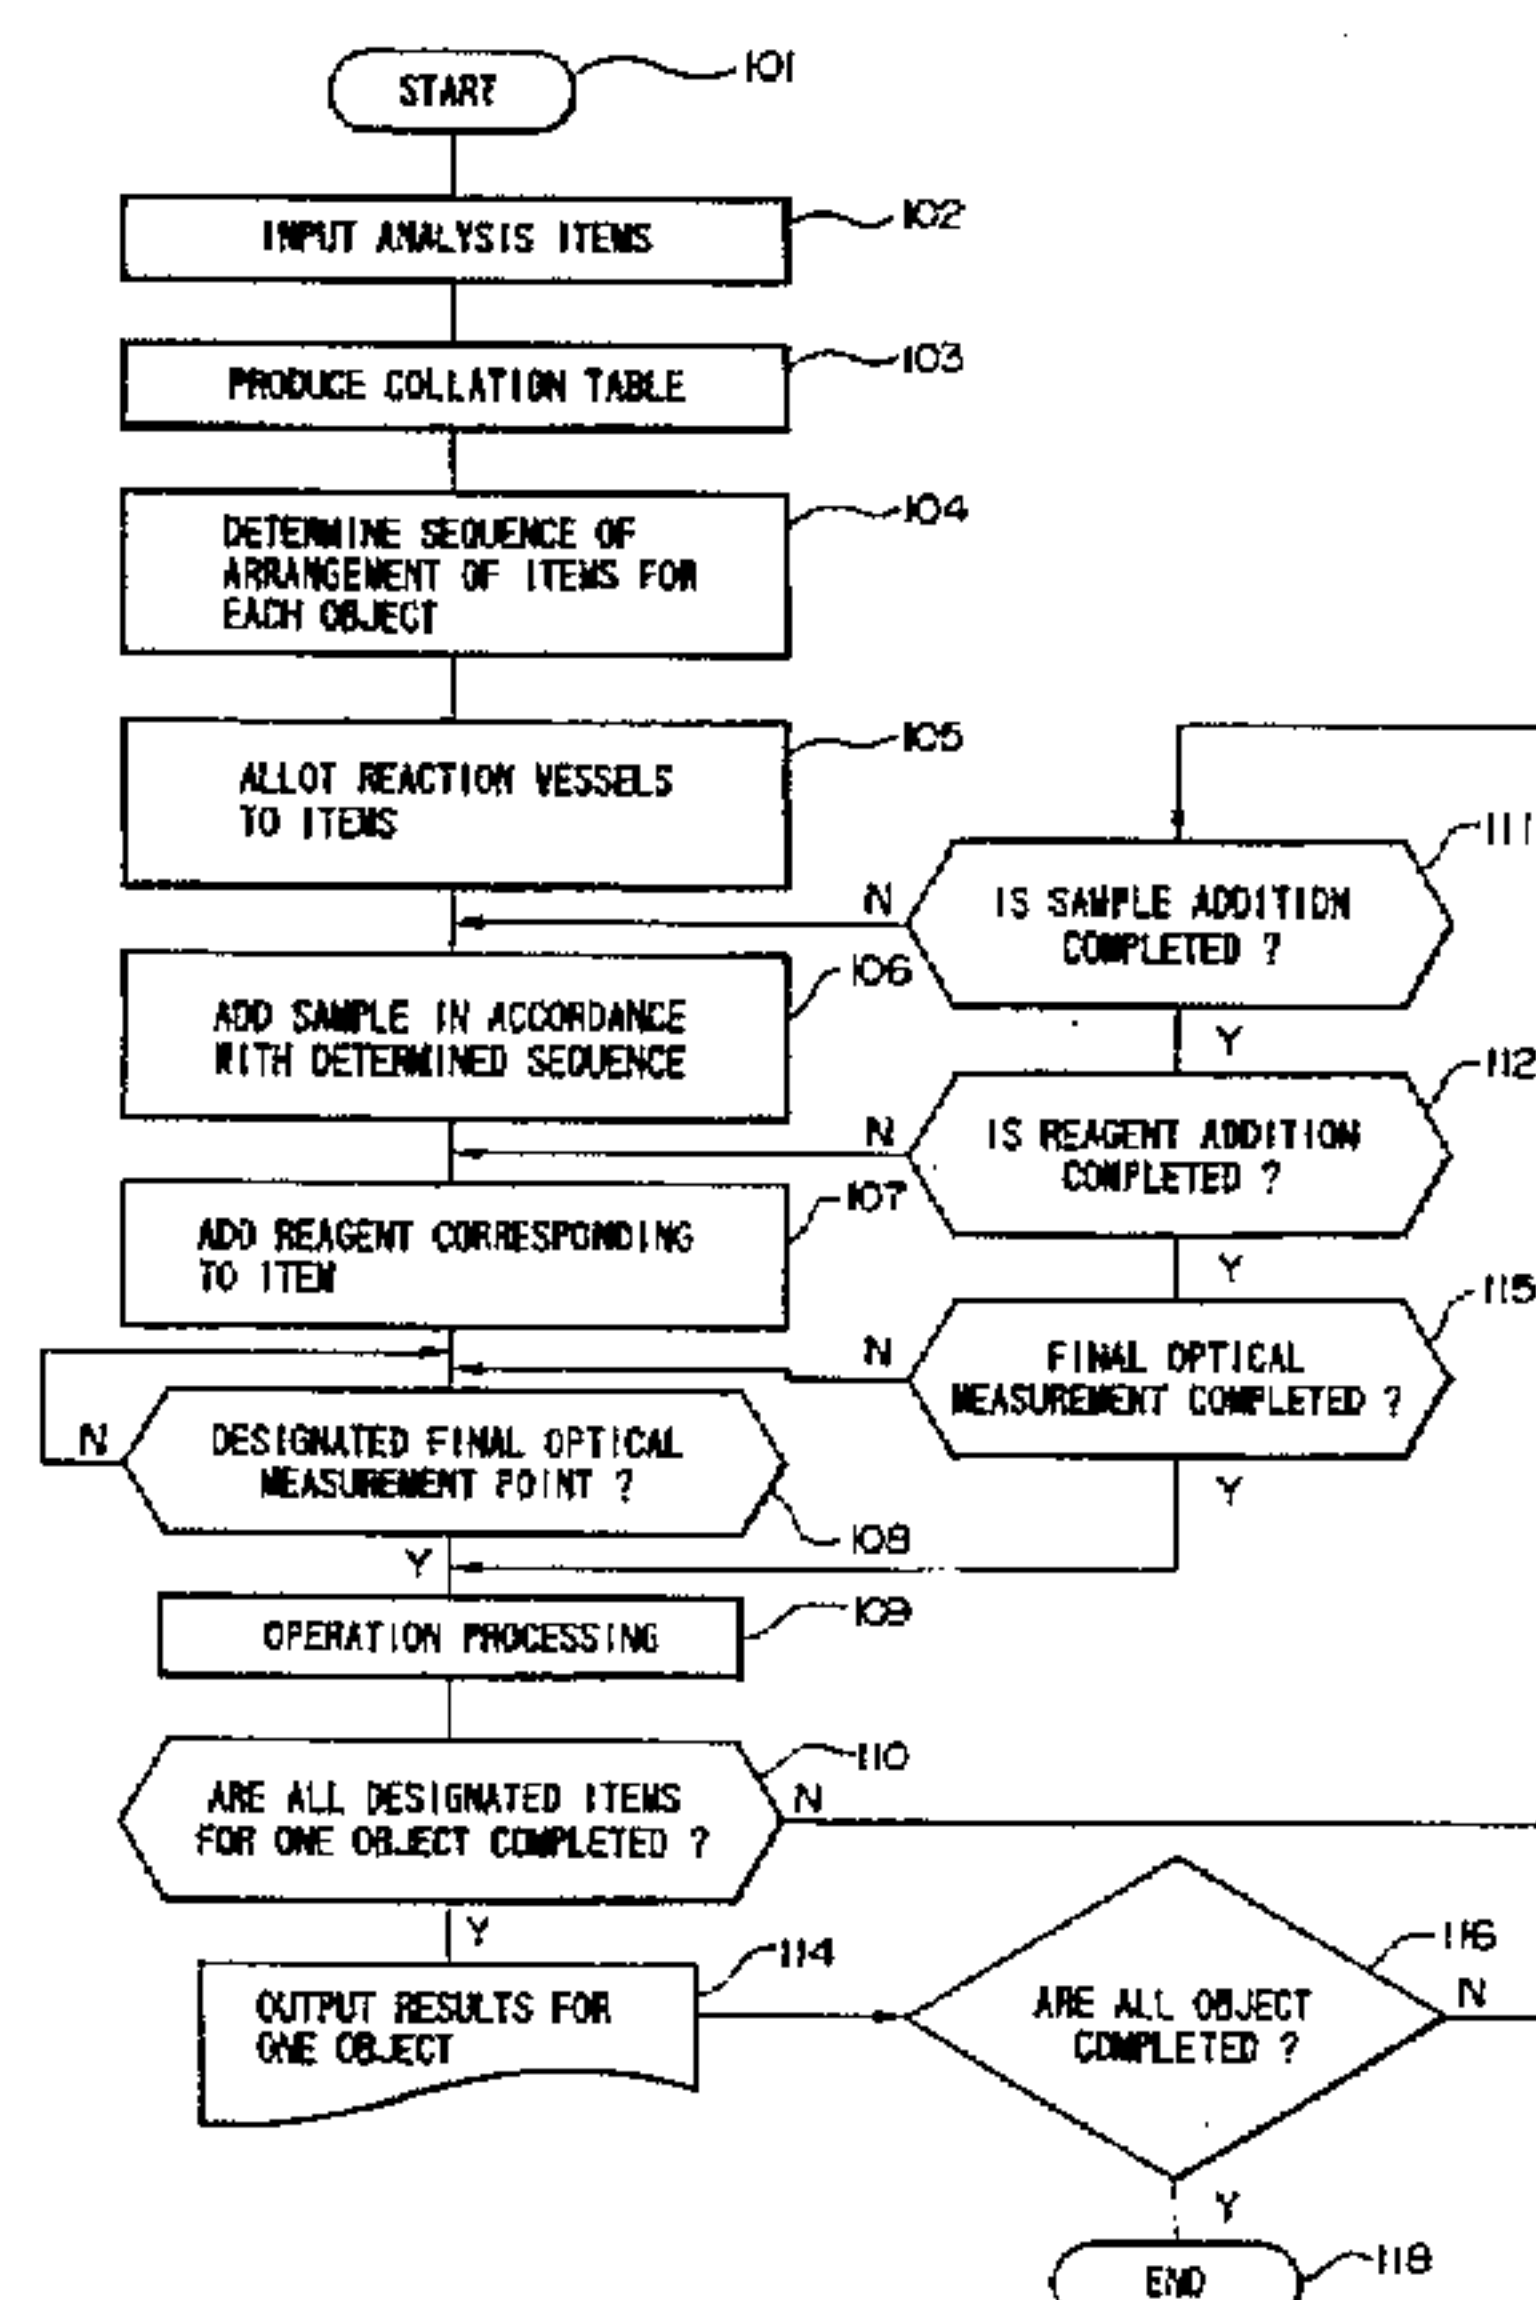 START
101
INPUT ANALYSIS ITEMS
102
PRODUCE COLLATION TABLE
103
DETERMINE SEQUENCE OF
ARRANGEMENT OF ITEMS FOR
EACH OBJECT
104
ALLOT REACTION VESSELS
TO ITEMS
105
N
IS SAMPLE ADDITION
COMPLETED ?
111
Y
ADD SAMPLE IN ACCORDANCE
WITH DETERMINED SEQUENCE
106
N
IS REAGENT ADDITION
COMPLETED ?
112
Y
ADD REAGENT CORRESPONDING
TO ITEM
107
N
FINAL OPTICAL
MEASUREMENT COMPLETED ?
115
Y
N
DESIGNATED FINAL OPTICAL
MEASUREMENT POINT ?
108
Y
OPERATION PROCESSING
109
ARE ALL DESIGNATED ITEMS
FOR ONE OBJECT COMPLETED ?
110
N
Y
OUTPUT RESULTS FOR
ONE OBJECT
114
ARE ALL OBJECT
COMPLETED ?
116
N
Y
END
118